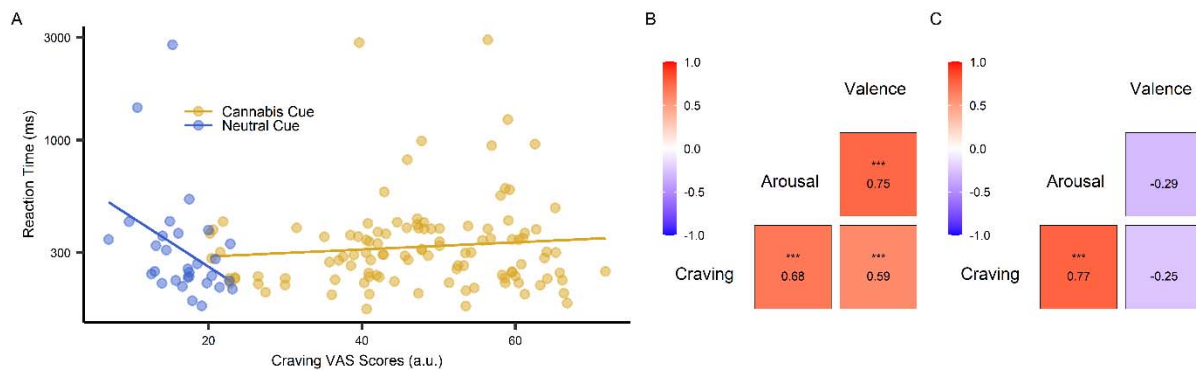 A
3000
1000
300
Reaction Time (ms)
Cannabis Cue
Neutral Cue
20
40
60
Craving VAS Scores (a.u.)
B
1.0
0.5
0.0
-0.5
-1.0
Valence
Arousal
***
0.75
Craving
***
0.68
***
0.59
C
1.0
0.5
0.0
-0.5
-1.0
Valence
Arousal
-0.29
Craving
***
0.77
-0.25